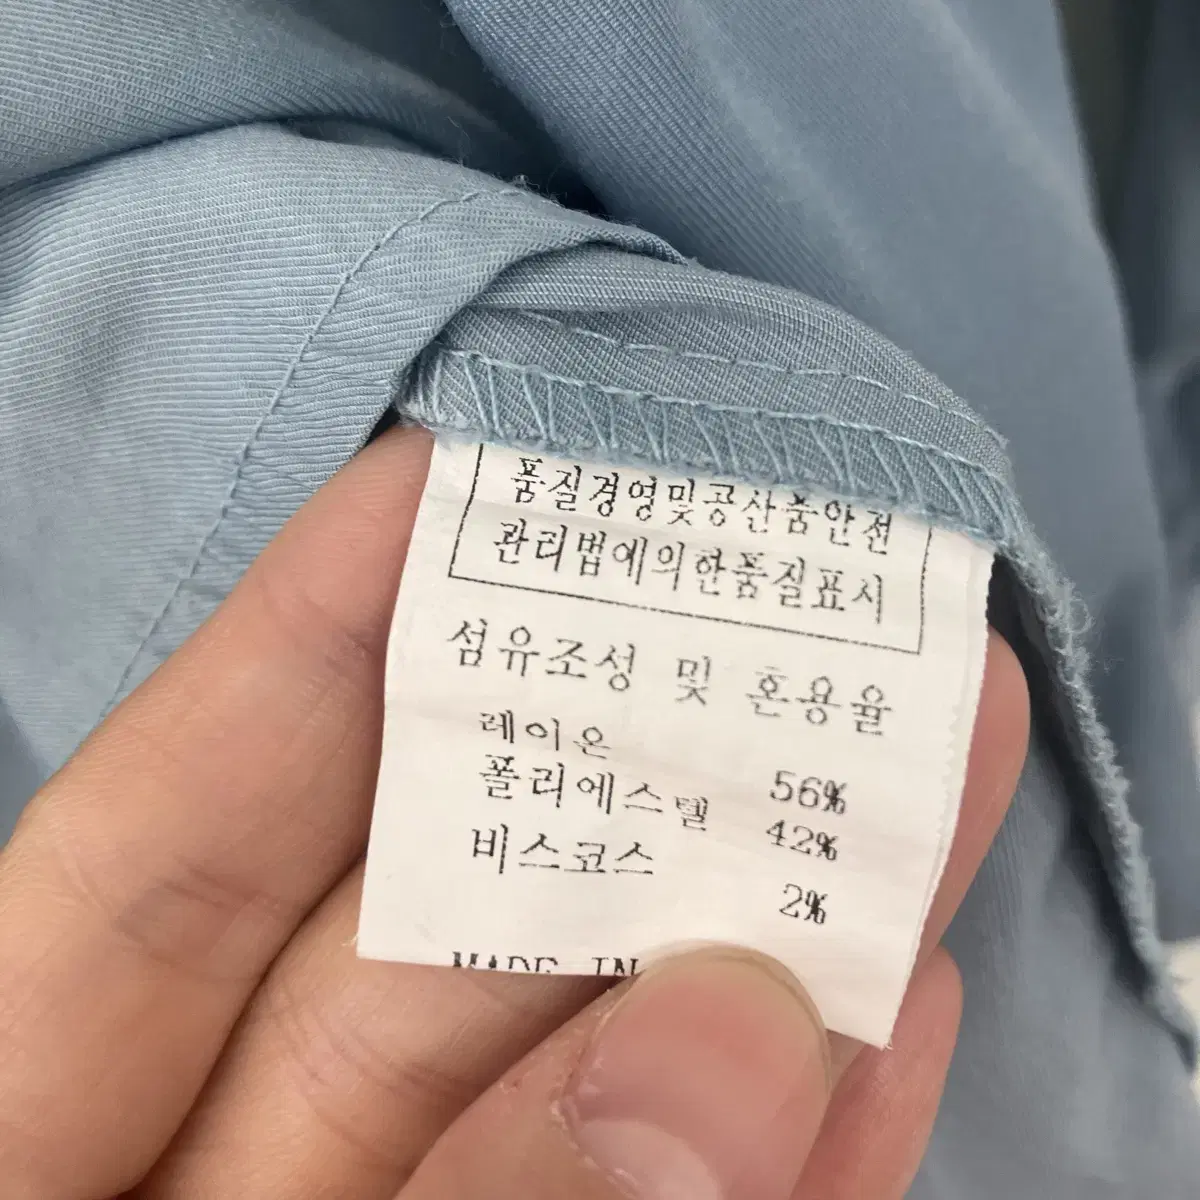 품질경영및공산품안전
관리법에의한품질표시
섬유조성 및 혼용율
레이온 56%
폴리에스텔 42%
비스코스 2%
MADE IN